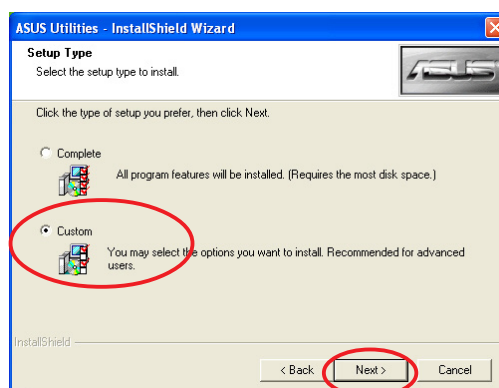 ASUS Utilities - InstallShield Wizard
Setup Type
Select the setup type to install.
ASUS
Click the type of setup you prefer, then click Next.
Complete
All program features will be installed. (Requires the most disk space.)
Custom
You may select the options you want to install. Recommended for advanced
users.
InstallShield
< Back
Next >
Cancel